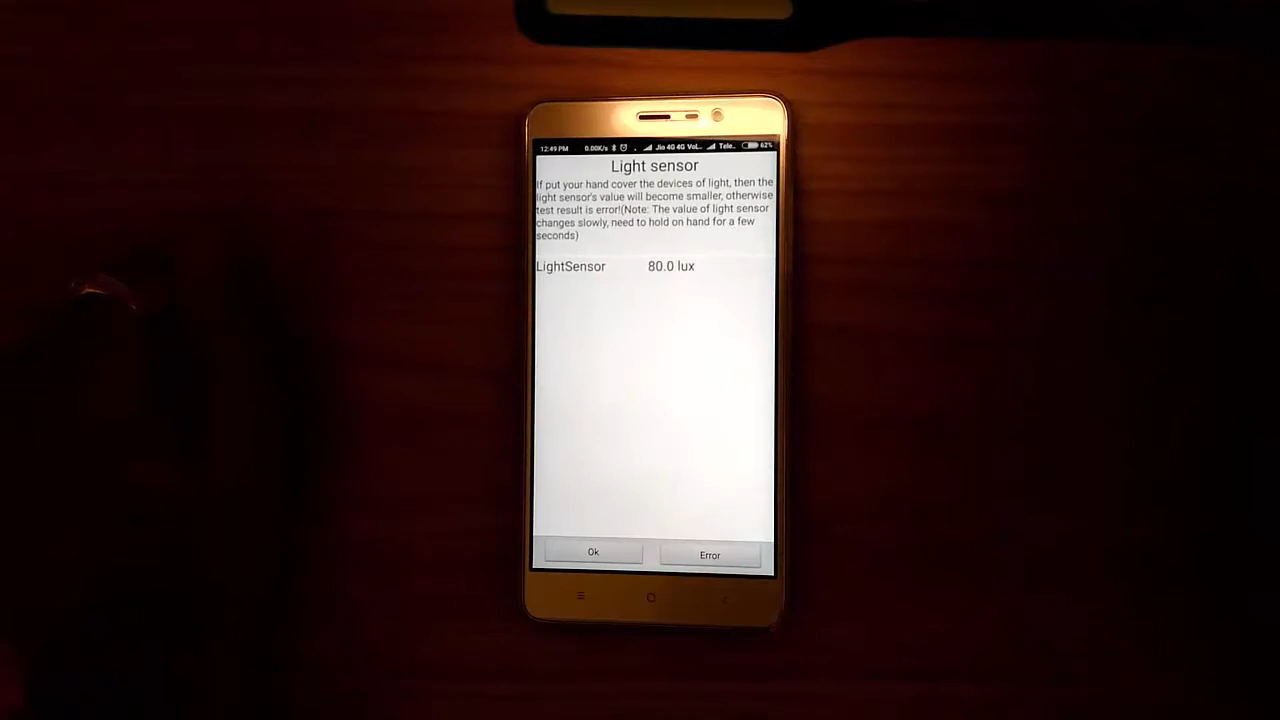 12:49 PM 0.00K/s Jio 4G 4G VoL... Tele... 62%
Light sensor
If put your hand cover the devices of light, then the
light sensor's value will become smaller, otherwise
test result is error!(Note: The value of light sensor
changes slowly, need to hold on hand for a few
seconds)
LightSensor 80.0 lux
Ok Error